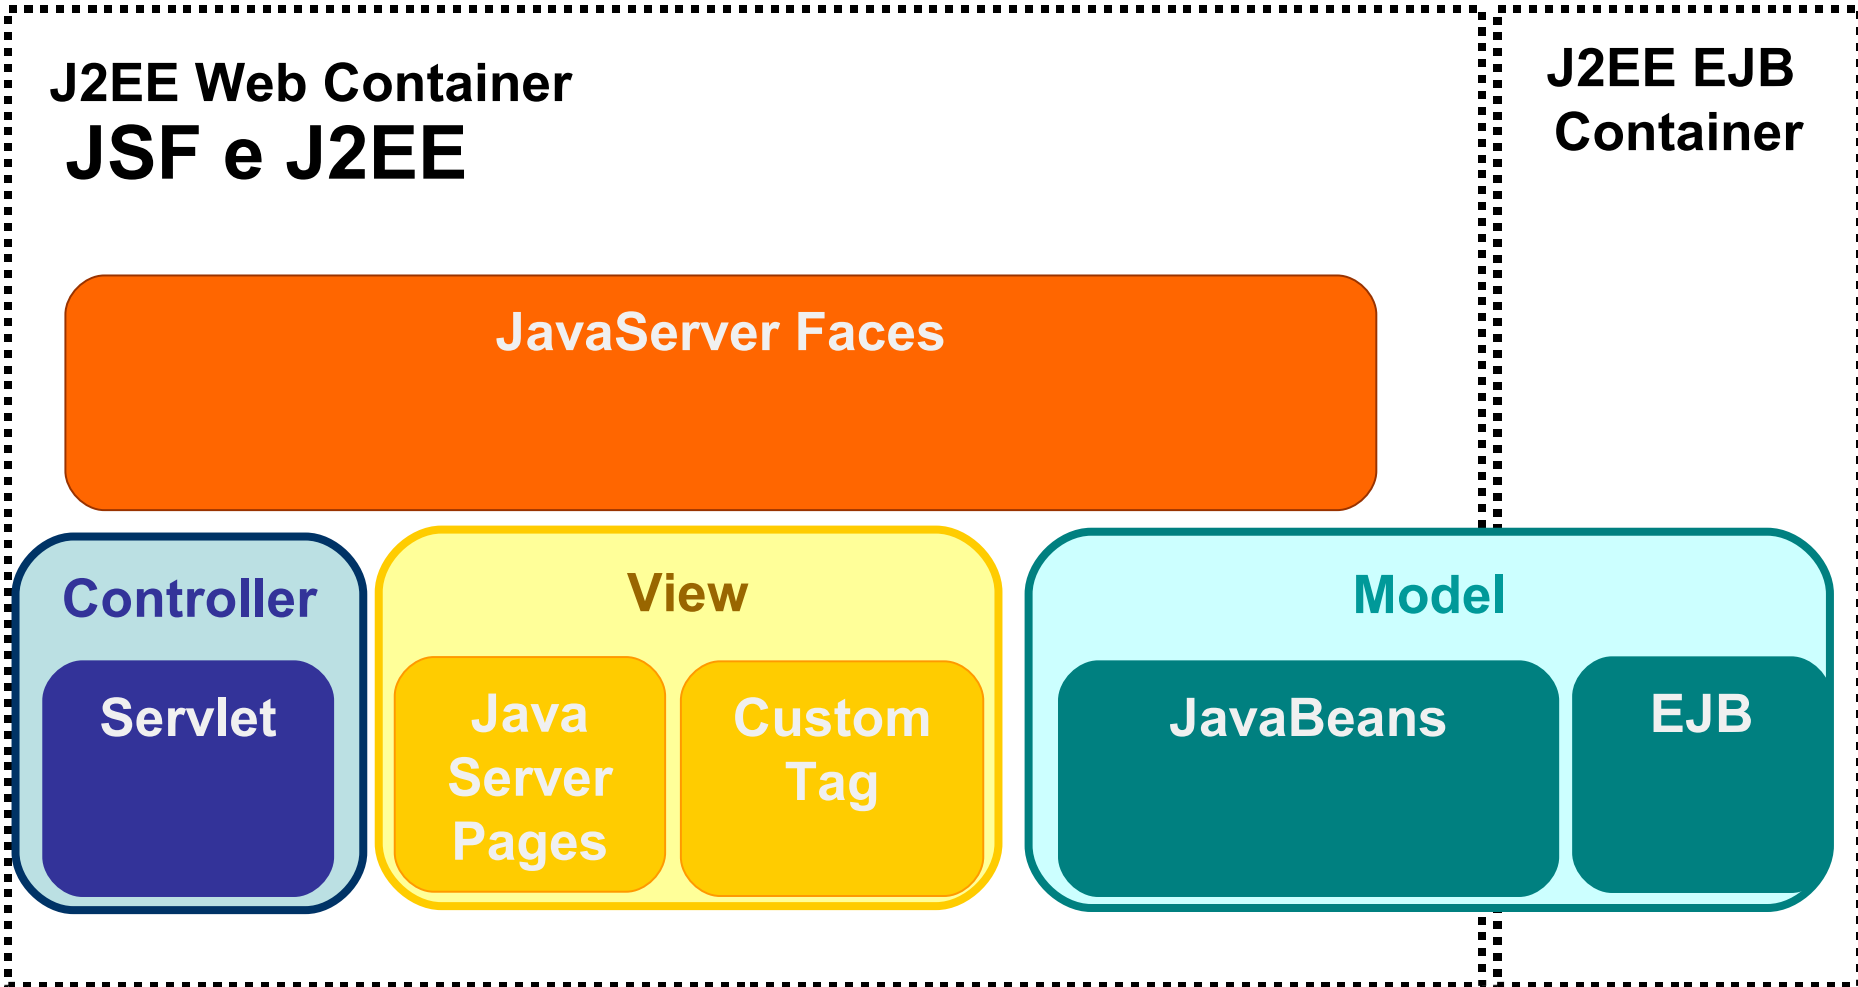 J2EE Web Container
JSF e J2EE
J2EE EJB
Container
JavaServer Faces
Controller
Servlet
View
Java
Server
Pages
Custom
Tag
Model
JavaBeans
EJB